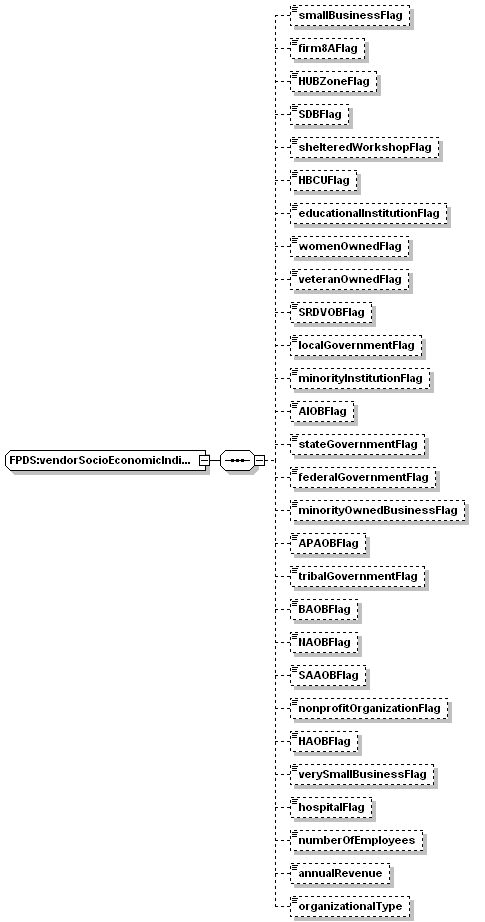 smallBusinessFlag
firm8AFlag
HUBZoneFlag
SDBFlag
shelteredWorkshopFlag
HBCUFlag
educationalInstitutionFlag
womenOwnedFlag
veteranOwnedFlag
SRDVOBFlag
localGovernmentFlag
minorityInstitutionFlag
AIOBFlag
stateGovernmentFlag
FPDS:vendorSocioEconomicIndi...
federalGovernmentFlag
minorityOwnedBusinessFlag
APAOBFlag
tribalGovernmentFlag
BAOBFlag
NAOBFlag
SAAOBFlag
nonprofitOrganizationFlag
HAOBFlag
verySmallBusinessFlag
hospitalFlag
numberOfEmployees
annualRevenue
organizationalType